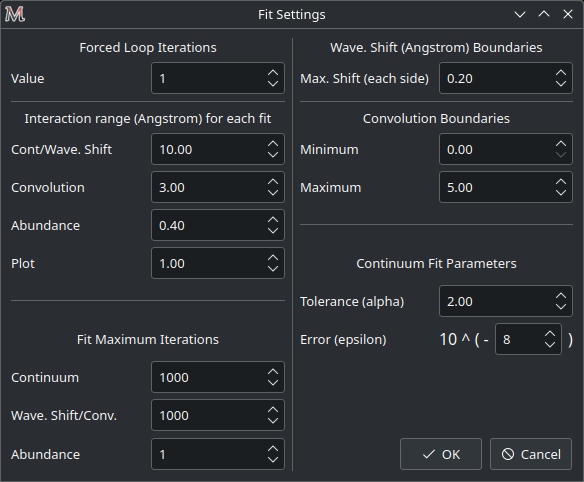 M
Fit Settings
Forced Loop Iterations
Value 1
Interaction range (Angstrom) for each fit
Cont/Wave. Shift 10.00
Convolution 3.00
Abundance 0.40
Plot 1.00
Fit Maximum Iterations
Continuum 1000
Wave. Shift/Conv. 1000
Abundance 1
Wave. Shift (Angstrom) Boundaries
Max. Shift (each side) 0.20
Convolution Boundaries
Minimum 0.00
Maximum 5.00
Continuum Fit Parameters
Tolerance (alpha) 2.00
Error (epsilon) 10 ^ ( - 8 )
OK Cancel